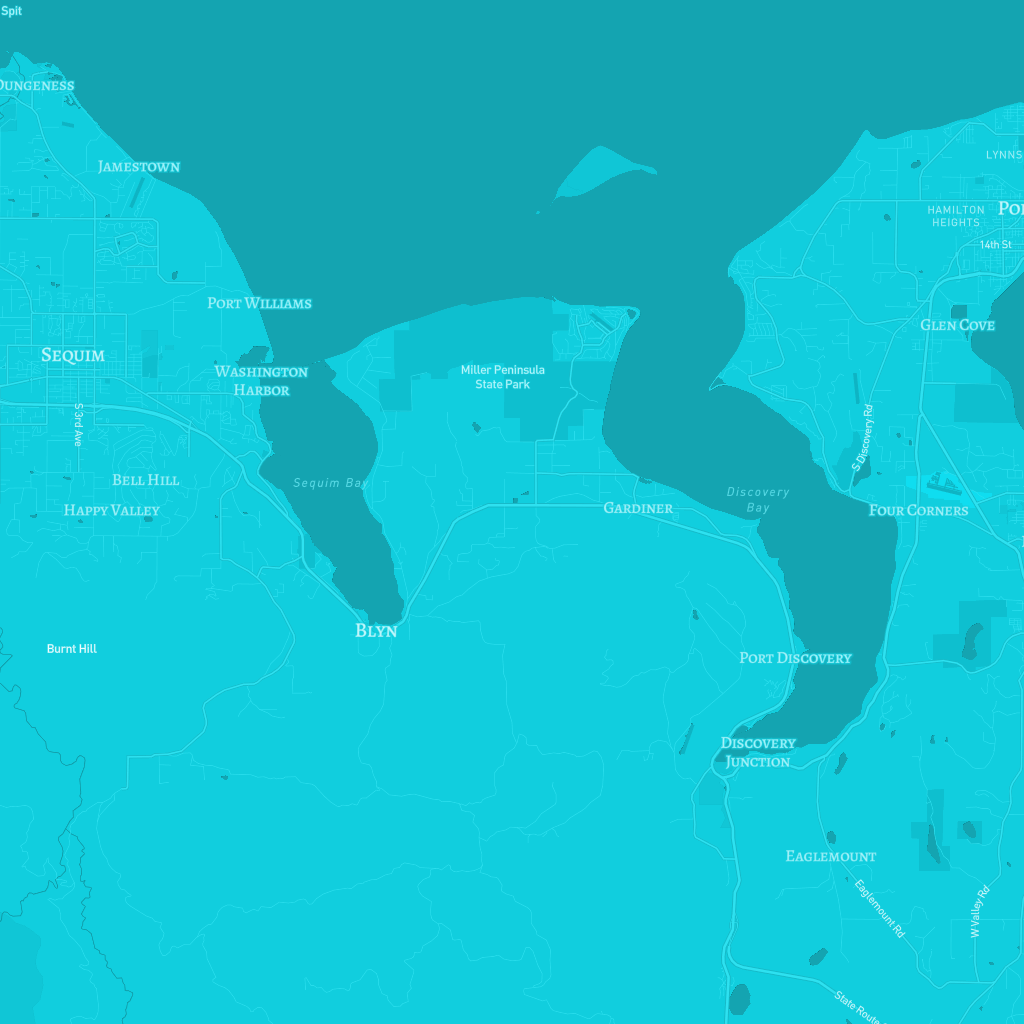 Spit
Dungeness
Jamestown
LYNNS
HAMILTON
HEIGHTS
Por
14th St
Port Williams
Glen Cove
Sequim
Washington
Harbor
Miller Peninsula
State Park
S 3rd Ave
S Discovery Rd
Bell Hill
Sequim Bay
Discovery
Bay
Happy Valley
Gardiner
Four Corners
Blyn
Burnt Hill
Port Discovery
Discovery
Junction
Eaglemount
Eaglemount Rd
W Valley Rd
State Route